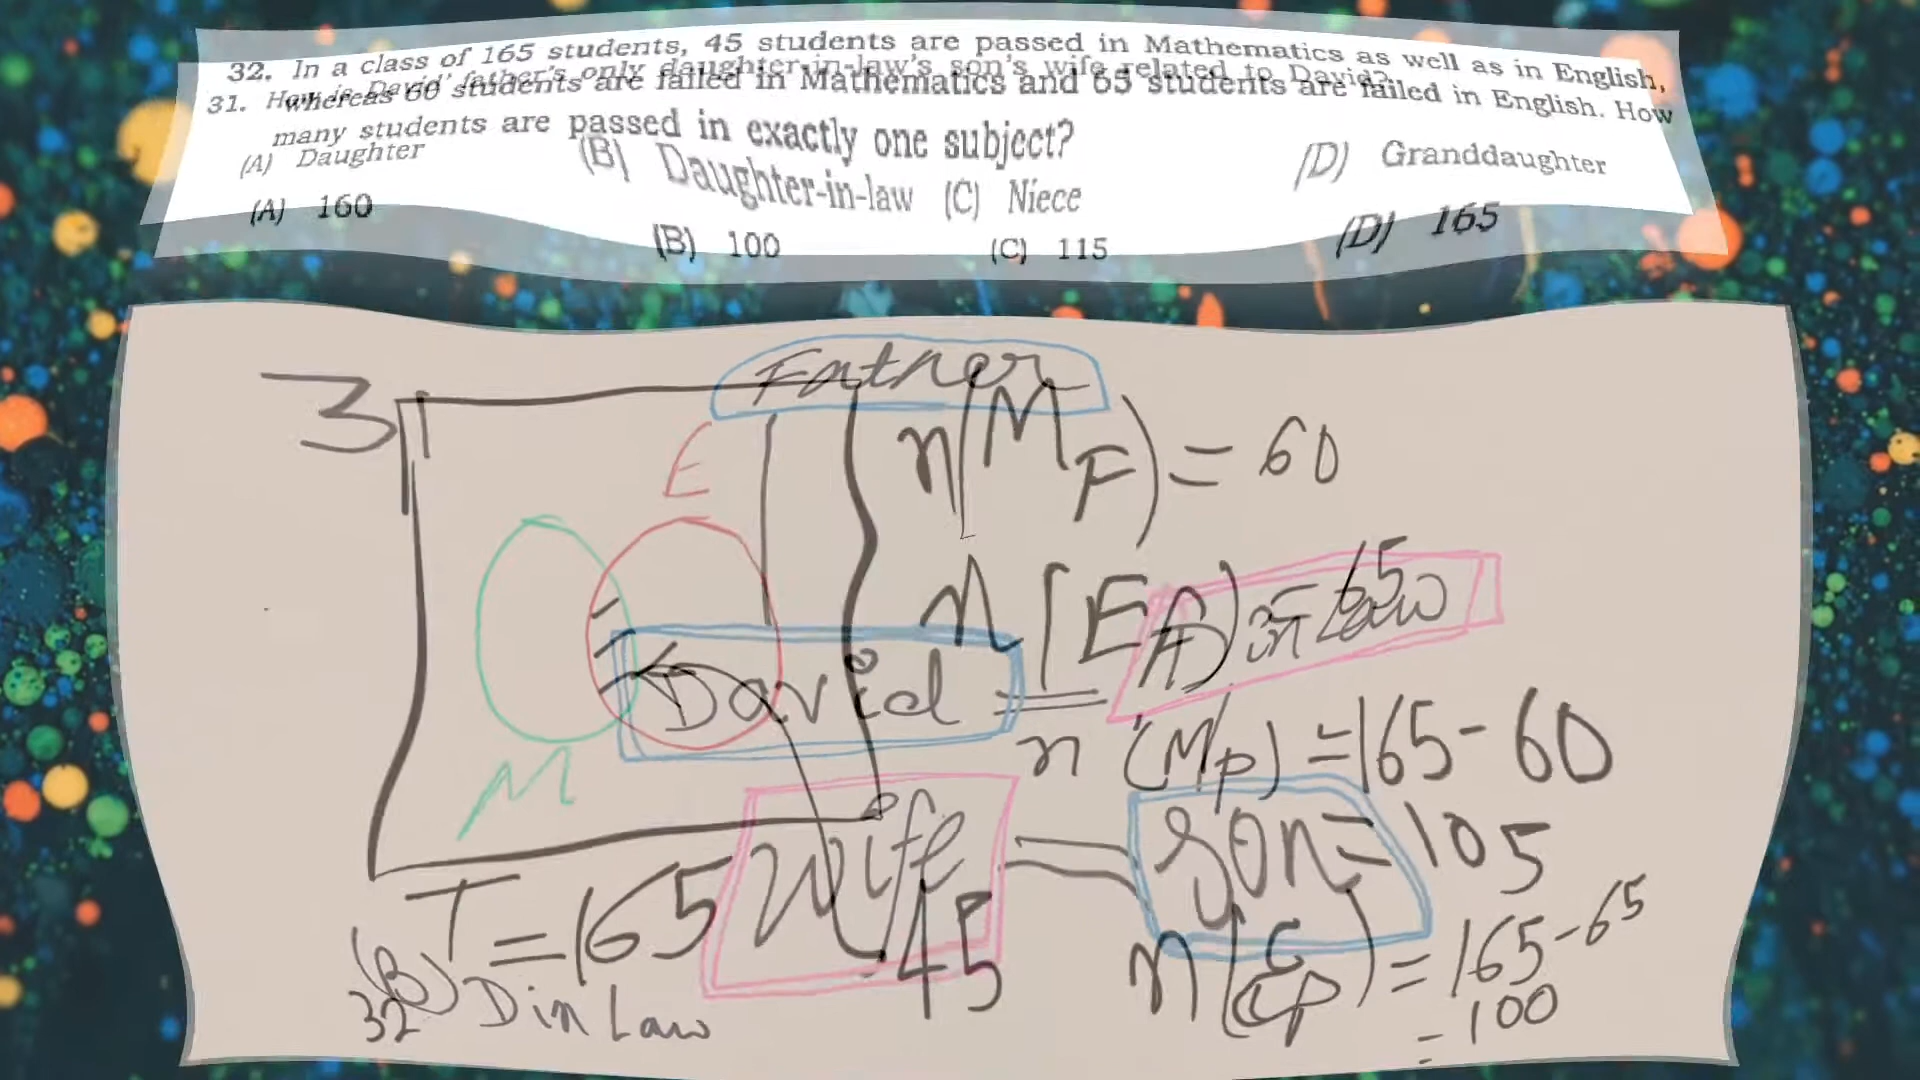 32. In a class of 165 students, 45 students are passed in Mathematics as well as in English,
31. How is David' father's only daughter-in-law's son's wife related to David?
whereas 60 students are failed in Mathematics and 65 students are failed in English. How
many students are passed in exactly one subject?
(A) Daughter
(B) Daughter-in-law
(C) Niece
(D) Granddaughter
(A) 160
(B) 100
(C) 115
(D) 165
Father
3
E
n(M F) = 60
n(E F) = 65
in Law
David
n (Mp) = 165-60
M
Wife
Son
= 105
T = 165
45
n(Ep) = 165-65
= 100
(B) D in Law
32